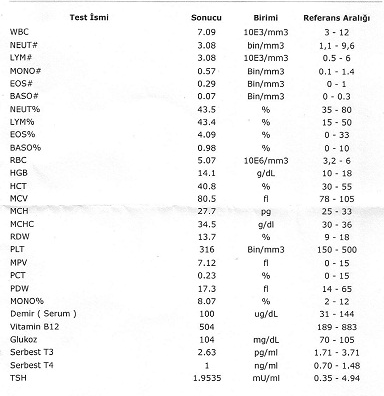 Test İsmi Sonucu Birimi Referans Aralığı
WBC 7.09 10E3/mm3 3 - 12
NEUT# 3.08 bin/mm3 1,1 - 9,6
LYM# 3.08 10E3/mm3 0.5 - 6
MONO# 0.57 Bin/mm3 0.1 - 1.4
EOS# 0.29 Bin/mm3 0 - 1
BASO# 0.07 Bin/mm3 0 - 0.3
NEUT% 43.5 % 35 - 80
LYM% 43.4 % 15 - 50
EOS% 4.09 % 0 - 33
BASO% 0.98 % 0 - 10
RBC 5.07 10E6/mm3 3,2 - 6
HGB 14.1 g/dL 10 - 18
HCT 40.8 % 30 - 55
MCV 80.5 fl 78 - 105
MCH 27.7 pg 25 - 33
MCHC 34.5 g/dl 30 - 36
RDW 13.7 % 9 - 18
PLT 316 Bin/mm3 150 - 500
MPV 7.12 fl 0 - 15
PCT 0.23 % 0 - 15
PDW 17.3 fl 14 - 65
MONO% 8.07 % 2 - 12
Demir ( Serum ) 100 ug/dL 31 - 144
Vitamin B12 504 189 - 883
Glukoz 104 mg/dL 70 - 105
Serbest T3 2.63 pg/ml 1.71 - 3.71
Serbest T4 1 ng/ml 0.70 - 1.48
TSH 1.9535 mU/ml 0.35 - 4.94